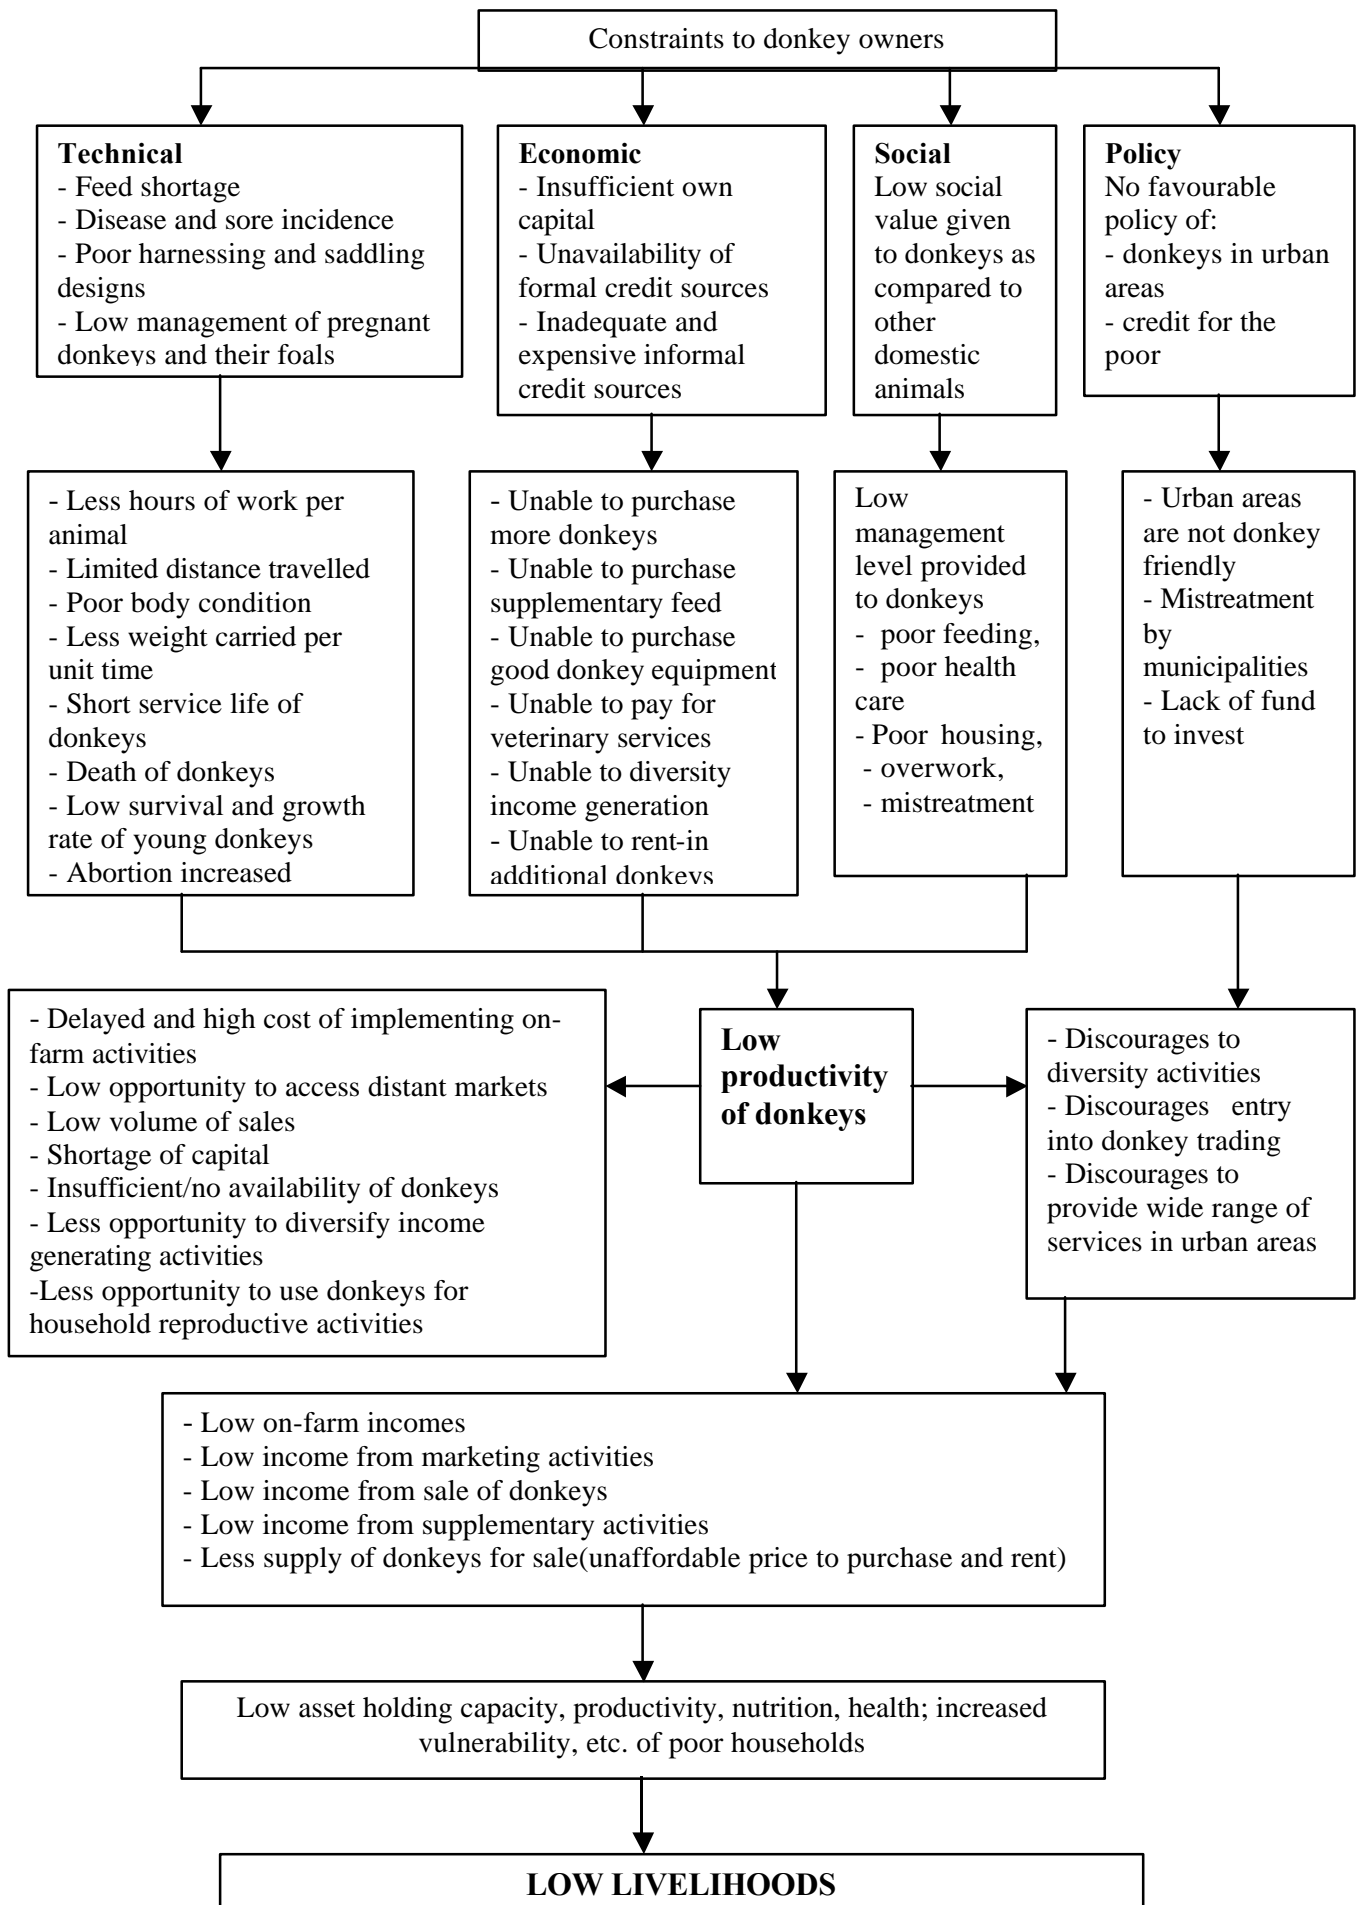 Constraints to donkey owners
Technical
- Feed shortage
- Disease and sore incidence
- Poor harnessing and saddling
designs
- Low management of pregnant
donkeys and their foals
Economic
- Insufficient own
capital
- Unavailability of
formal credit sources
- Inadequate and
expensive informal
credit sources
Social
Low social
value given
to donkeys as
compared to
other
domestic
animals
Policy
No favourable
policy of:
- donkeys in urban
areas
- credit for the
poor
- Less hours of work per
animal
- Limited distance travelled
- Poor body condition
- Less weight carried per
unit time
- Short service life of
donkeys
- Death of donkeys
- Low survival and growth
rate of young donkeys
- Abortion increased
- Unable to purchase
more donkeys
- Unable to purchase
supplementary feed
- Unable to purchase
good donkey equipment
- Unable to pay for
veterinary services
- Unable to diversity
income generation
- Unable to rent-in
additional donkeys
Low
management
level provided
to donkeys
- poor feeding,
- poor health
care
- Poor housing,
- overwork,
- mistreatment
- Urban areas
are not donkey
friendly
- Mistreatment
by
municipalities
- Lack of fund
to invest
- Delayed and high cost of implementing on-
farm activities
- Low opportunity to access distant markets
- Low volume of sales
- Shortage of capital
- Insufficient/no availability of donkeys
- Less opportunity to diversify income
generating activities
-Less opportunity to use donkeys for
household reproductive activities
Low
productivity
of donkeys
- Discourages to
diversity activities
- Discourages entry
into donkey trading
- Discourages to
provide wide range of
services in urban areas
- Low on-farm incomes
- Low income from marketing activities
- Low income from sale of donkeys
- Low income from supplementary activities
- Less supply of donkeys for sale(unaffordable price to purchase and rent)
Low asset holding capacity, productivity, nutrition, health; increased
vulnerability, etc. of poor households
LOW LIVELIHOODS